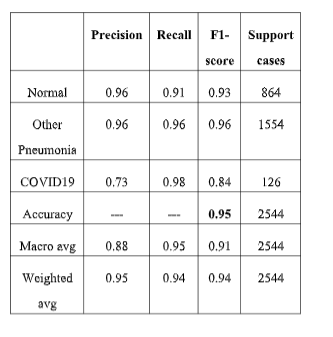 Precision Recall F1- Support
score cases
Normal 0.96 0.91 0.93 864
Other 0.96 0.96 0.96 1554
Pneumonia
COVID19 0.73 0.98 0.84 126
Accuracy --- --- 0.95 2544
Macro avg 0.88 0.95 0.91 2544
Weighted 0.95 0.94 0.94 2544
avg